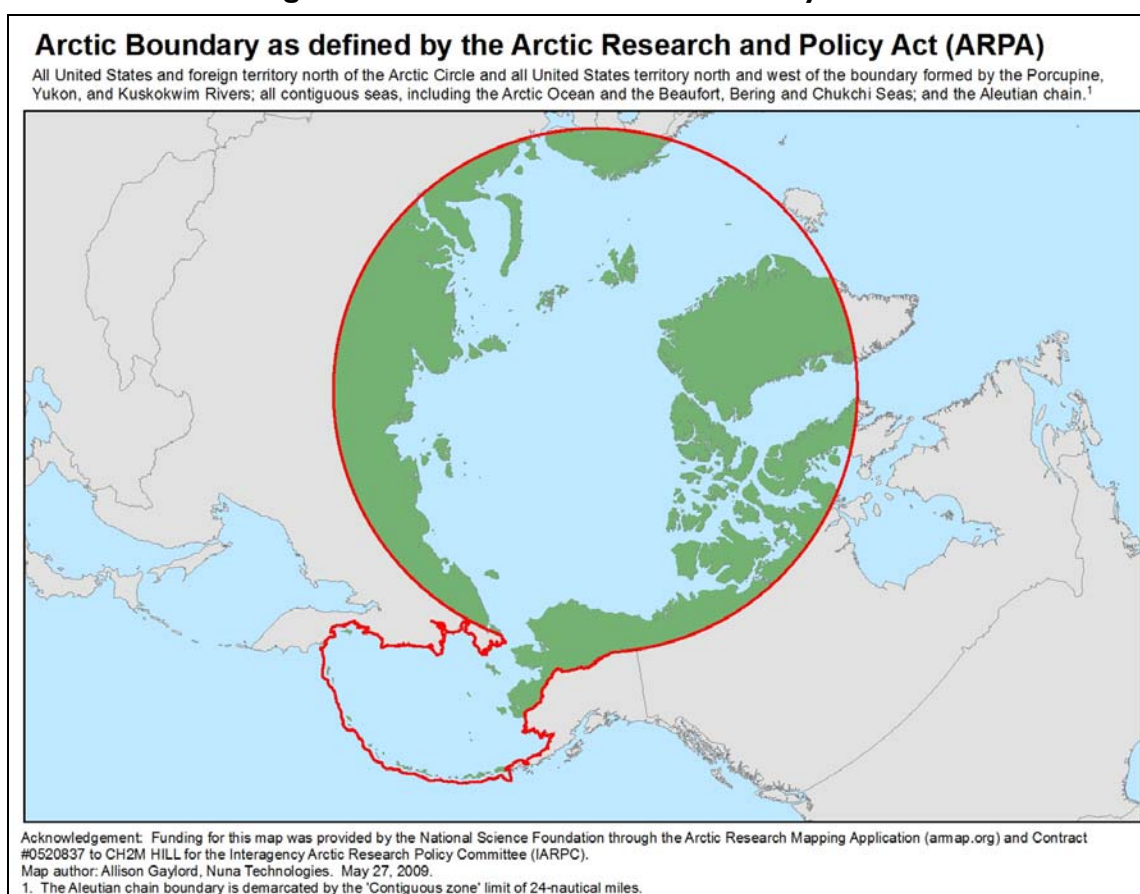 Arctic Boundary as defined by the Arctic Research and Policy Act (ARPA)
All United States and foreign territory north of the Arctic Circle and all United States territory north and west of the boundary formed by the Porcupine,
Yukon, and Kuskokwim Rivers; all contiguous seas, including the Arctic Ocean and the Beaufort, Bering and Chukchi Seas; and the Aleutian chain.1
Acknowledgement: Funding for this map was provided by the National Science Foundation through the Arctic Research Mapping Application (armap.org) and Contract
#0520837 to CH2M HILL for the Interagency Arctic Research Policy Committee (IARPC).
Map author: Allison Gaylord, Nuna Technologies. May 27, 2009.
1. The Aleutian chain boundary is demarcated by the 'Contiguous zone' limit of 24-nautical miles.